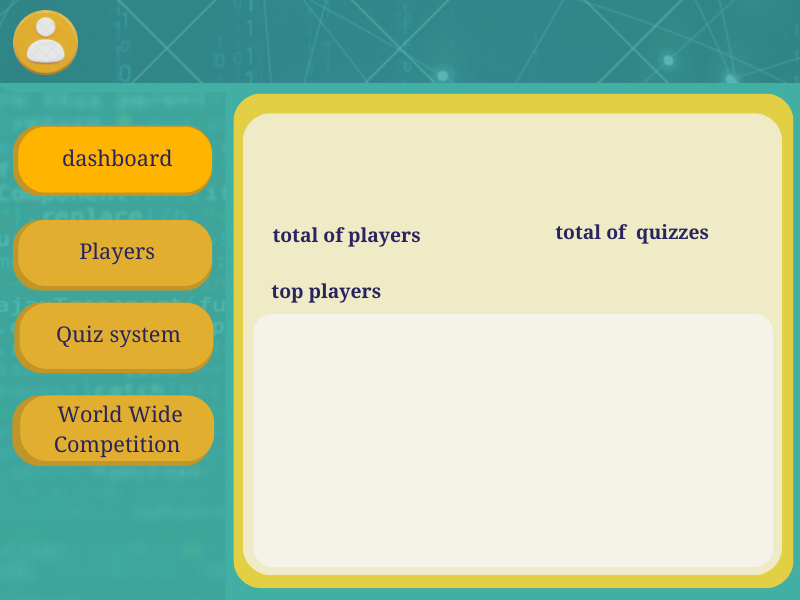 dashboard
Players
Quiz system
World Wide
Competition
total of players
total of  quizzes
top players